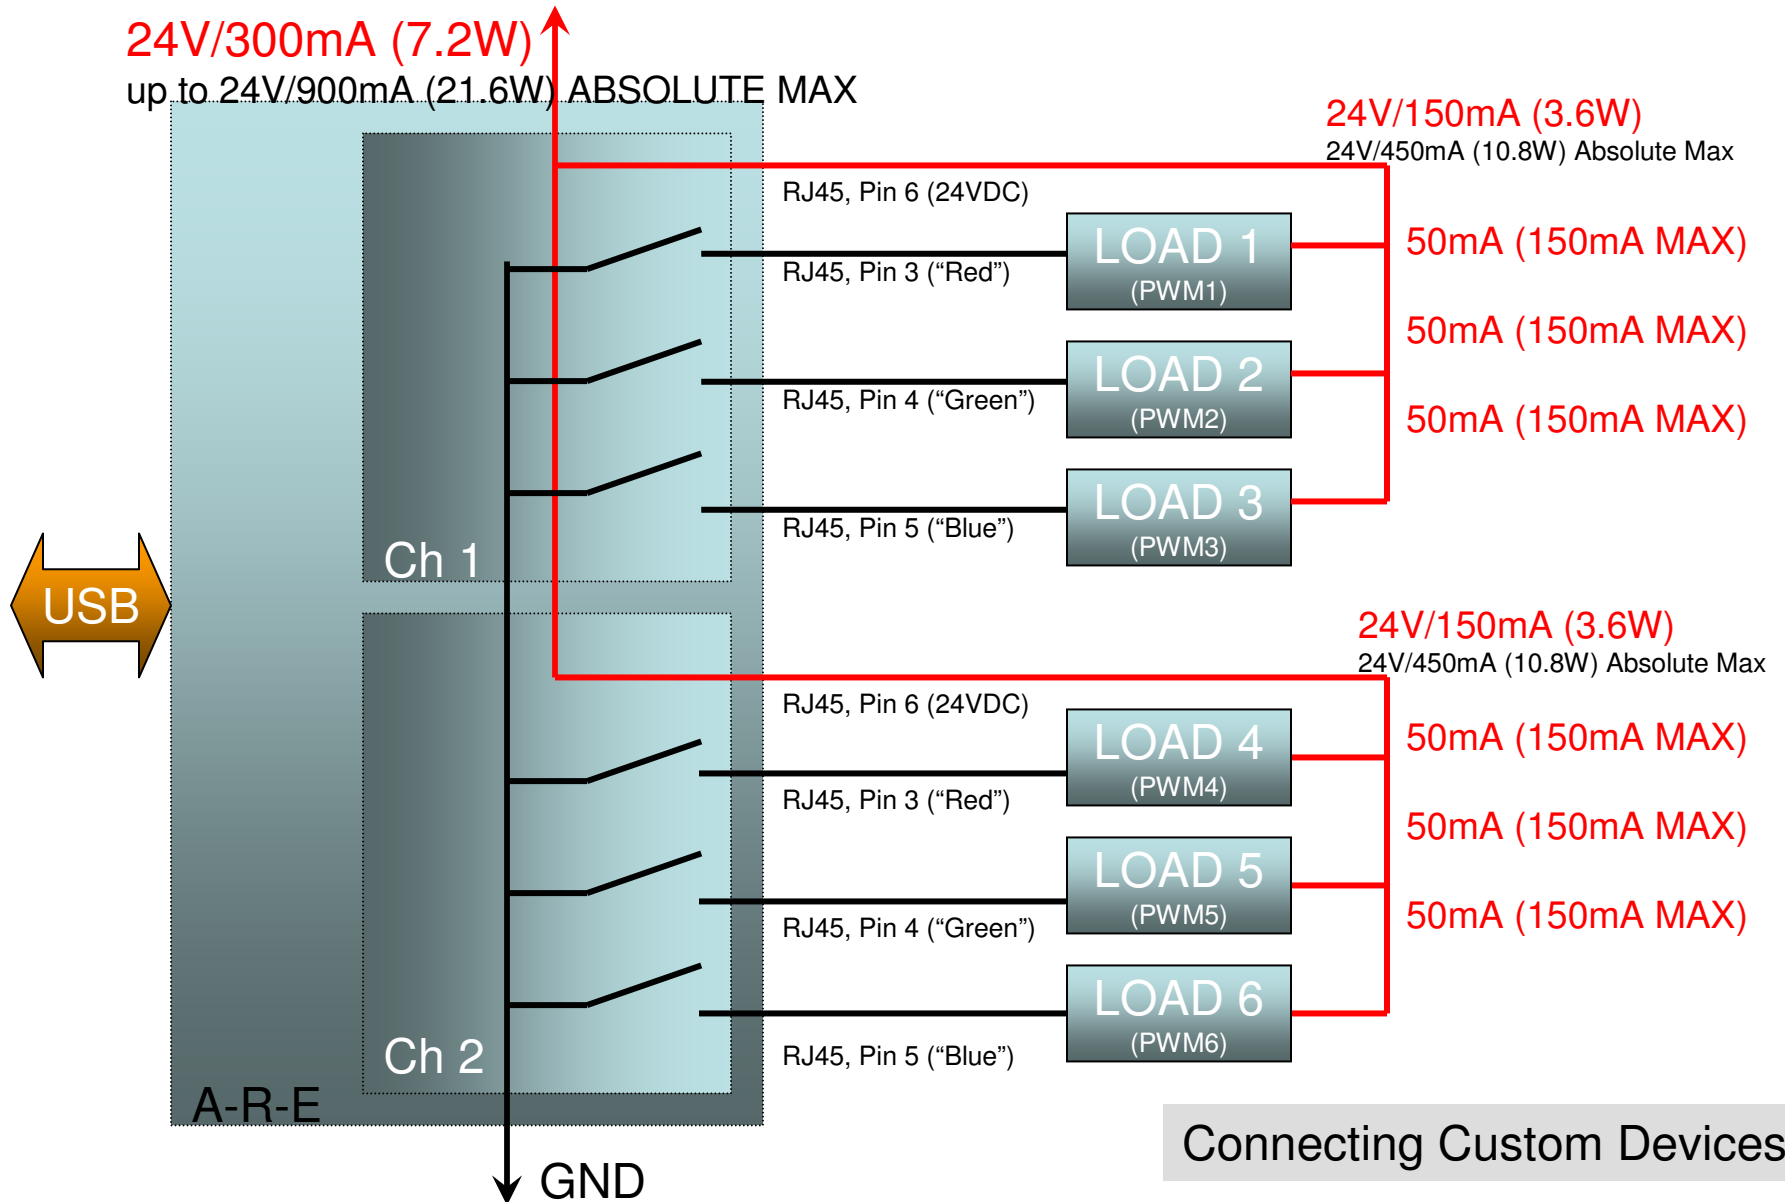 24V/300mA (7.2W)
up to 24V/900mA (21.6W) ABSOLUTE MAX
24V/150mA (3.6W)
24V/450mA (10.8W) Absolute Max
RJ45, Pin 6 (24VDC)
LOAD 1
(PWM1)
50mA (150mA MAX)
RJ45, Pin 3 (“Red”)
50mA (150mA MAX)
LOAD 2
(PWM2)
RJ45, Pin 4 (“Green”)
50mA (150mA MAX)
LOAD 3
(PWM3)
RJ45, Pin 5 (“Blue”)
Ch 1
USB
24V/150mA (3.6W)
24V/450mA (10.8W) Absolute Max
RJ45, Pin 6 (24VDC)
LOAD 4
(PWM4)
50mA (150mA MAX)
RJ45, Pin 3 (“Red”)
50mA (150mA MAX)
LOAD 5
(PWM5)
RJ45, Pin 4 (“Green”)
50mA (150mA MAX)
LOAD 6
(PWM6)
RJ45, Pin 5 (“Blue”)
Ch 2
A-R-E
Connecting Custom Devices
GND